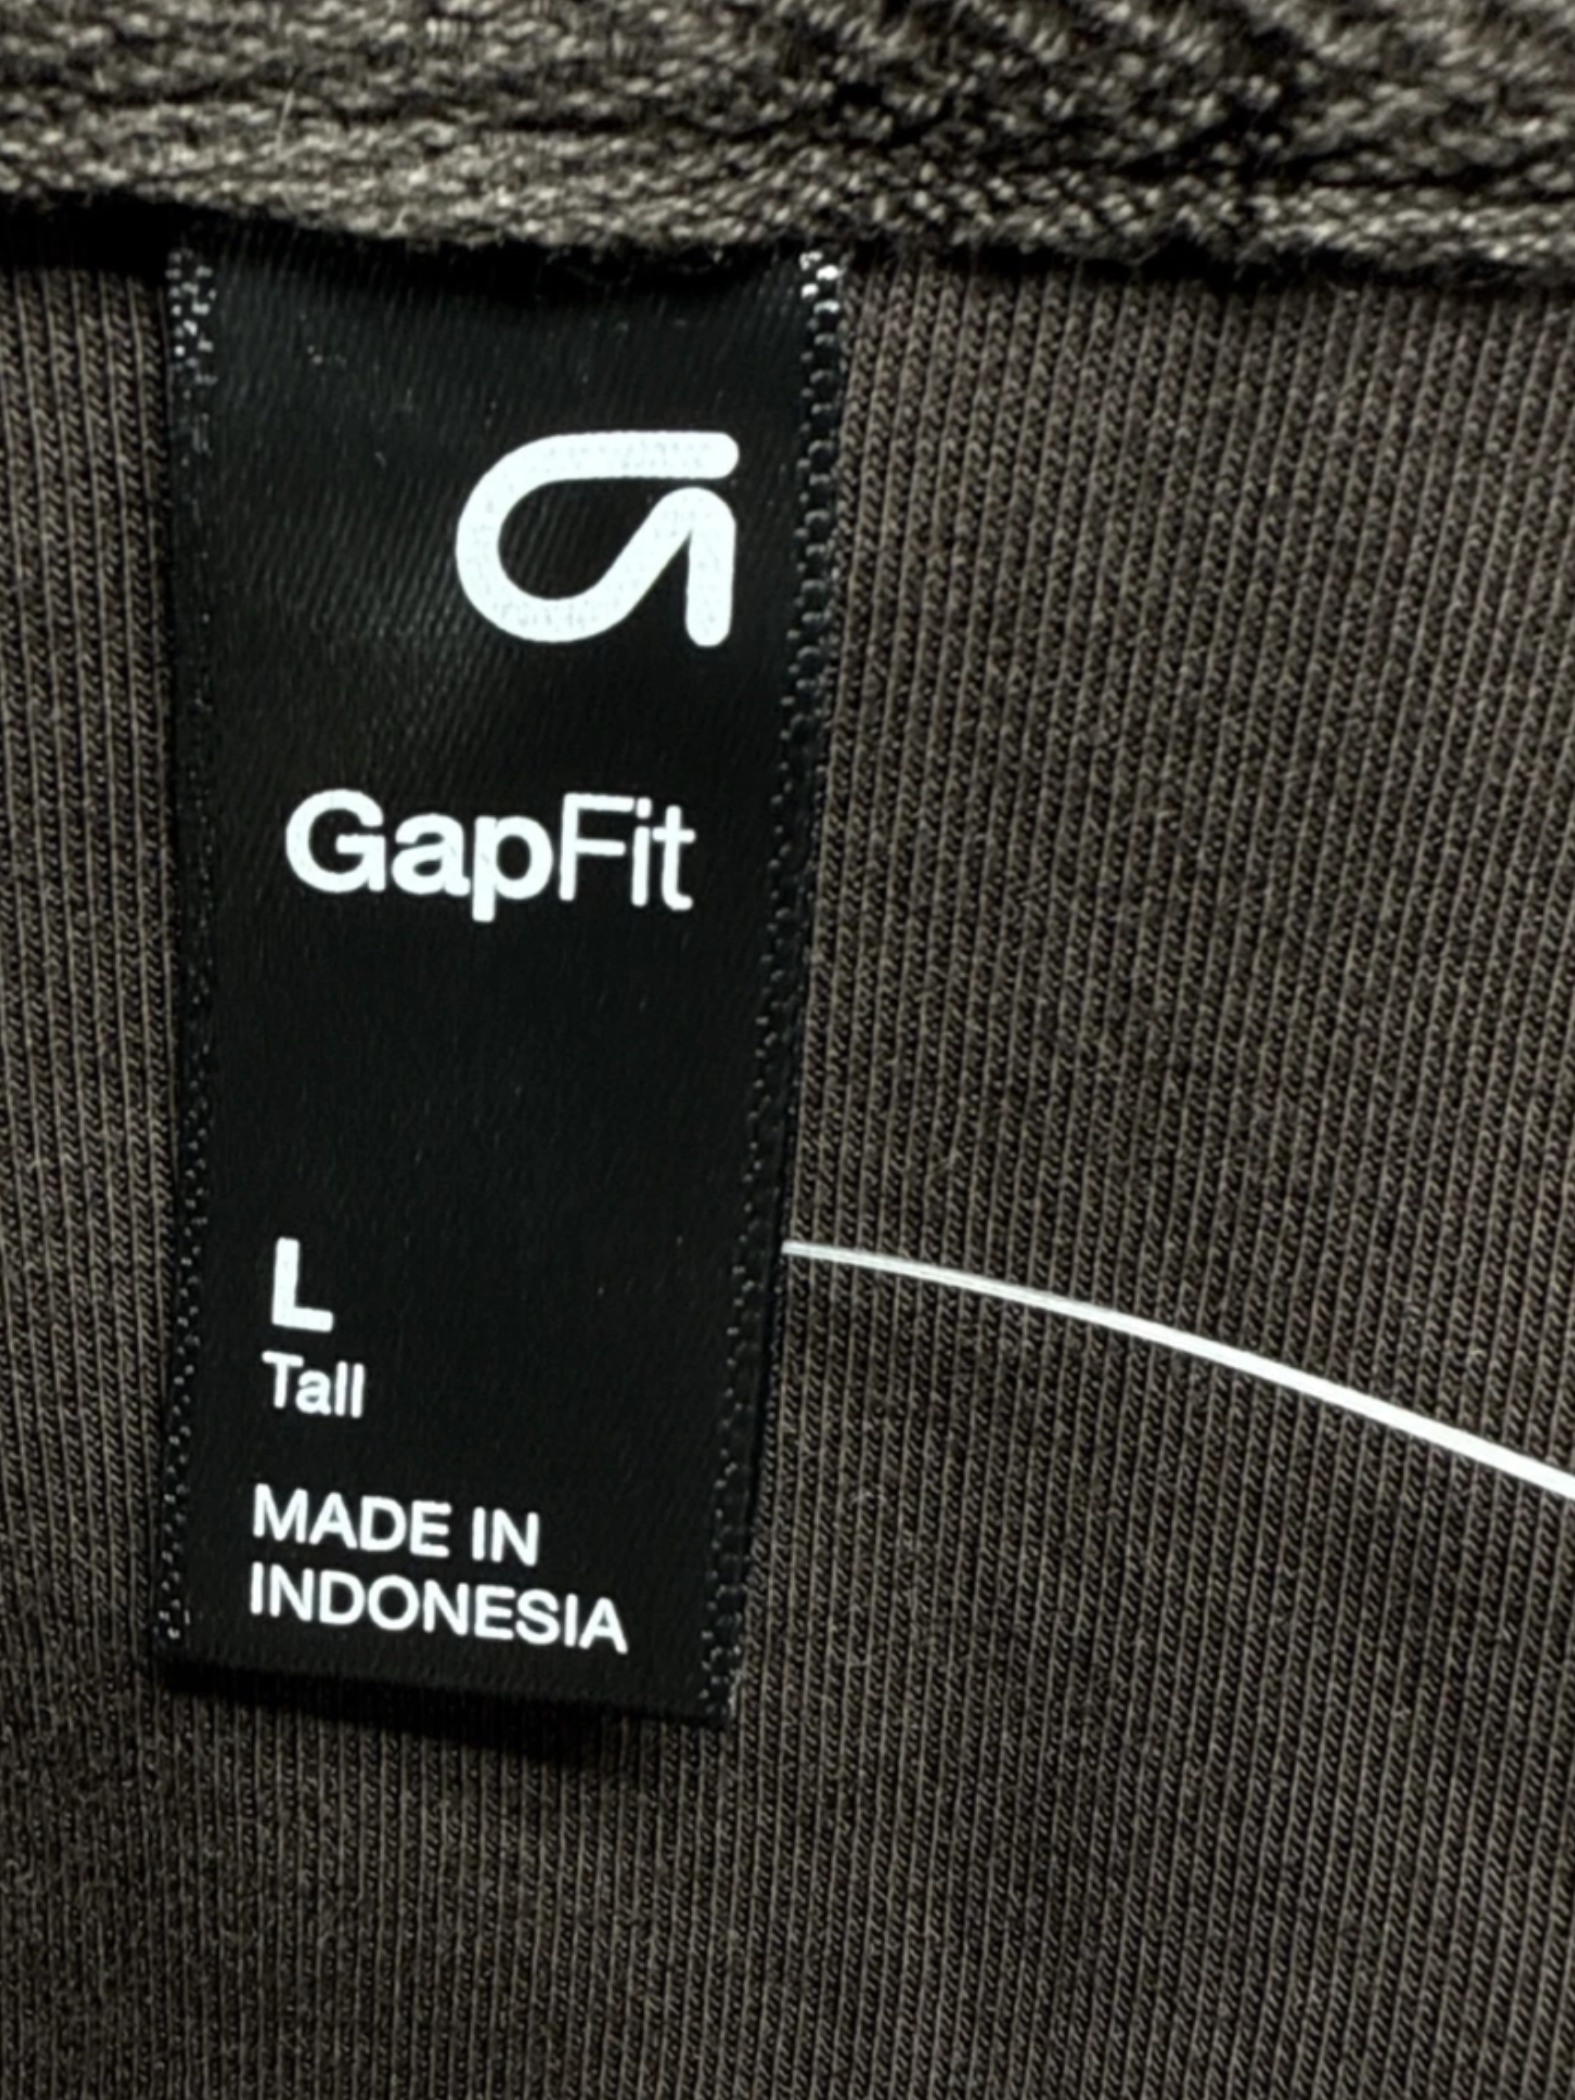 GapFit
L
Tall
MADE IN
INDONESIA